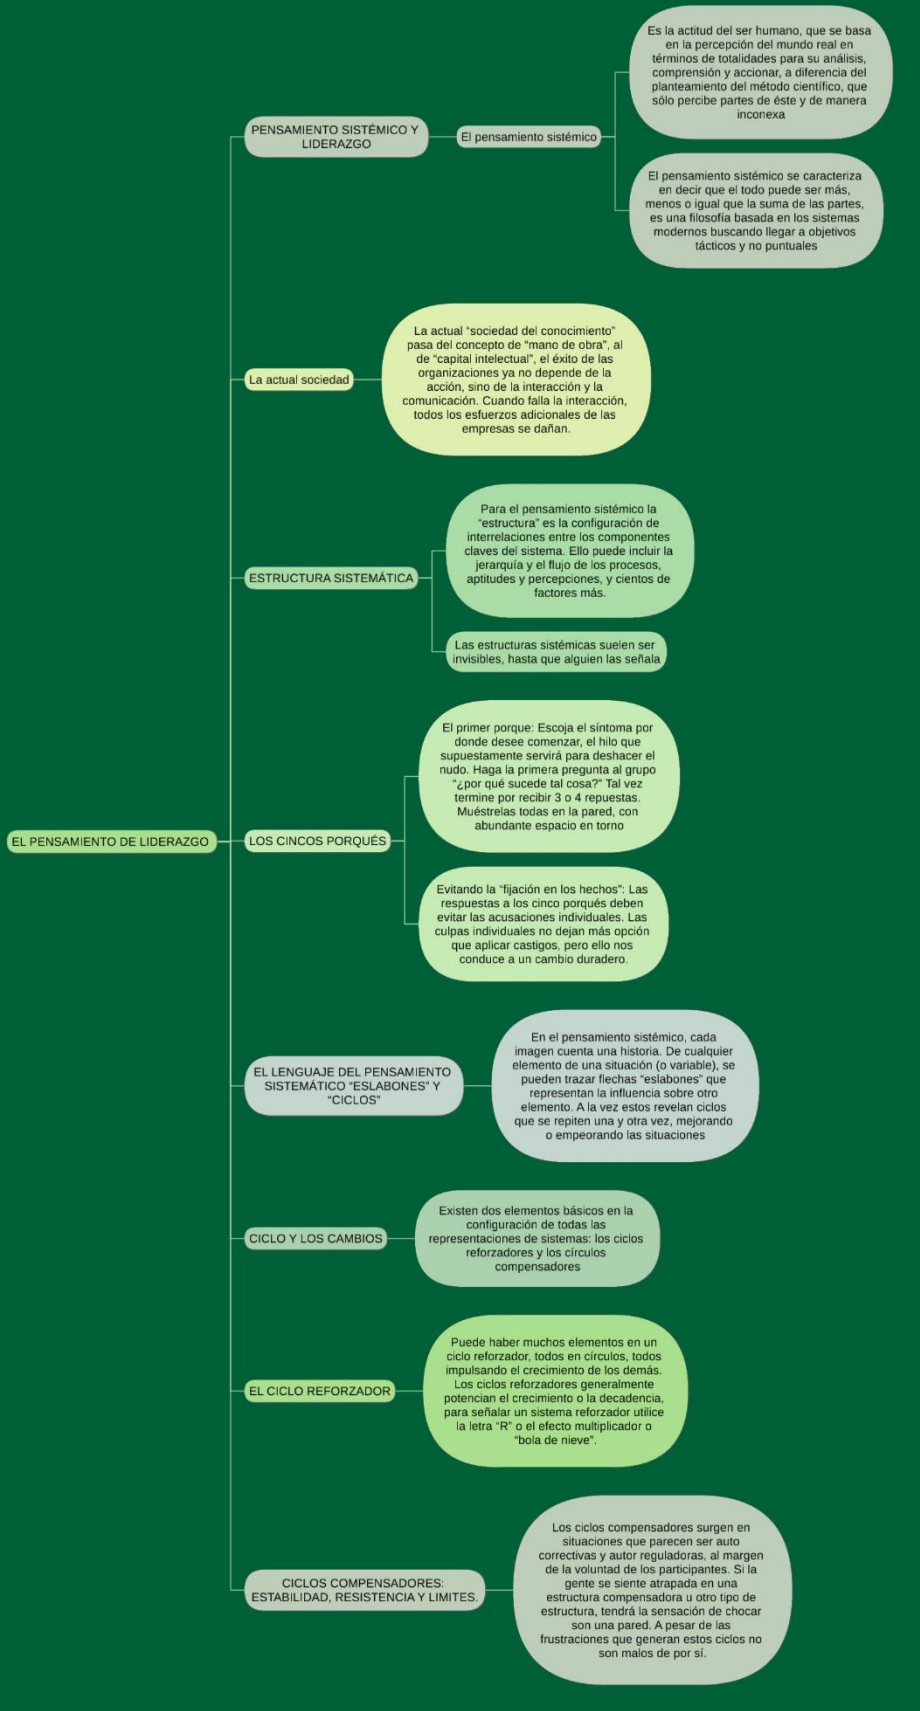 EL PENSAMIENTO DE LIDERAZGO
PENSAMIENTO SISTÉMICO Y
LIDERAZGO
El pensamiento sistémico
Es la actitud del ser humano, que se basa
en la percepción del mundo real en
términos de totalidades para su análisis,
comprensión y accionar, a diferencia del
planteamiento del método científico, que
sólo percibe partes de éste y de manera
inconexa
El pensamiento sistémico se caracteriza
en decir que el todo puede ser más,
menos o igual que la suma de las partes,
es una filosofía basada en los sistemas
modernos buscando llegar a objetivos
tácticos y no puntuales
La actual sociedad
La actual “sociedad del conocimiento”
pasa del concepto de “mano de obra”, al
de “capital intelectual”, el éxito de las
organizaciones ya no depende de la
acción, sino de la interacción y la
comunicación. Cuando falla la interacción,
todos los esfuerzos adicionales de las
empresas se dañan.
ESTRUCTURA SISTEMÁTICA
Para el pensamiento sistémico la
“estructura” es la configuración de
interrelaciones entre los componentes
claves del sistema. Ello puede incluir la
jerarquía y el flujo de los procesos,
aptitudes y percepciones, y cientos de
factores más.
Las estructuras sistémicas suelen ser
invisibles, hasta que alguien las señala
LOS CINCOS PORQUÉS
El primer porque: Escoja el síntoma por
donde desee comenzar, el hilo que
supuestamente servirá para deshacer el
nudo. Haga la primera pregunta al grupo
“¿por qué sucede tal cosa?” Tal vez
termine por recibir 3 o 4 repuestas.
Muéstrelas todas en la pared, con
abundante espacio en torno
Evitando la “fijación en los hechos”: Las
respuestas a los cinco porqués deben
evitar las acusaciones individuales. Las
culpas individuales no dejan más opción
que aplicar castigos, pero ello nos
conduce a un cambio duradero.
EL LENGUAJE DEL PENSAMIENTO
SISTEMÁTICO “ESLABONES” Y
“CICLOS”
En el pensamiento sistémico, cada
imagen cuenta una historia. De cualquier
elemento de una situación (o variable), se
pueden trazar flechas “eslabones” que
representan la influencia sobre otro
elemento. A la vez estos revelan ciclos
que se repiten una y otra vez, mejorando
o empeorando las situaciones
CICLO Y LOS CAMBIOS
Existen dos elementos básicos en la
configuración de todas las
representaciones de sistemas: los ciclos
reforzadores y los círculos
compensadores
EL CICLO REFORZADOR
Puede haber muchos elementos en un
ciclo reforzador, todos en círculos, todos
impulsando el crecimiento de los demás.
Los ciclos reforzadores generalmente
potencian el crecimiento o la decadencia,
para señalar un sistema reforzador utilice
la letra “R” o el efecto multiplicador o
“bola de nieve”.
CICLOS COMPENSADORES:
ESTABILIDAD, RESISTENCIA Y LIMITES.
Los ciclos compensadores surgen en
situaciones que parecen ser auto
correctivas y autor reguladoras, al margen
de la voluntad de los participantes. Si la
gente se siente atrapada en una
estructura compensadora u otro tipo de
estructura, tendrá la sensación de chocar
son una pared. A pesar de las
frustraciones que generan estos ciclos no
son malos de por sí.